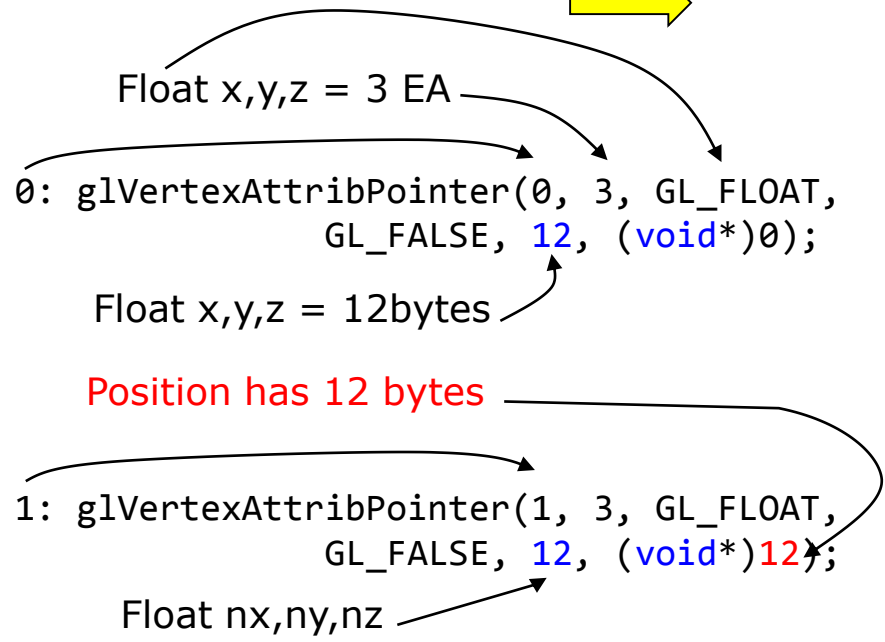 Float x,y,z = 3 EA
0: glVertexAttribPointer(0, 3, GL_FLOAT,
GL_FALSE, 12, (void*)0);
Float x,y,z = 12bytes
Position has 12 bytes
1: glVertexAttribPointer(1, 3, GL_FLOAT,
GL_FALSE, 12, (void*)12);
Float nx,ny,nz